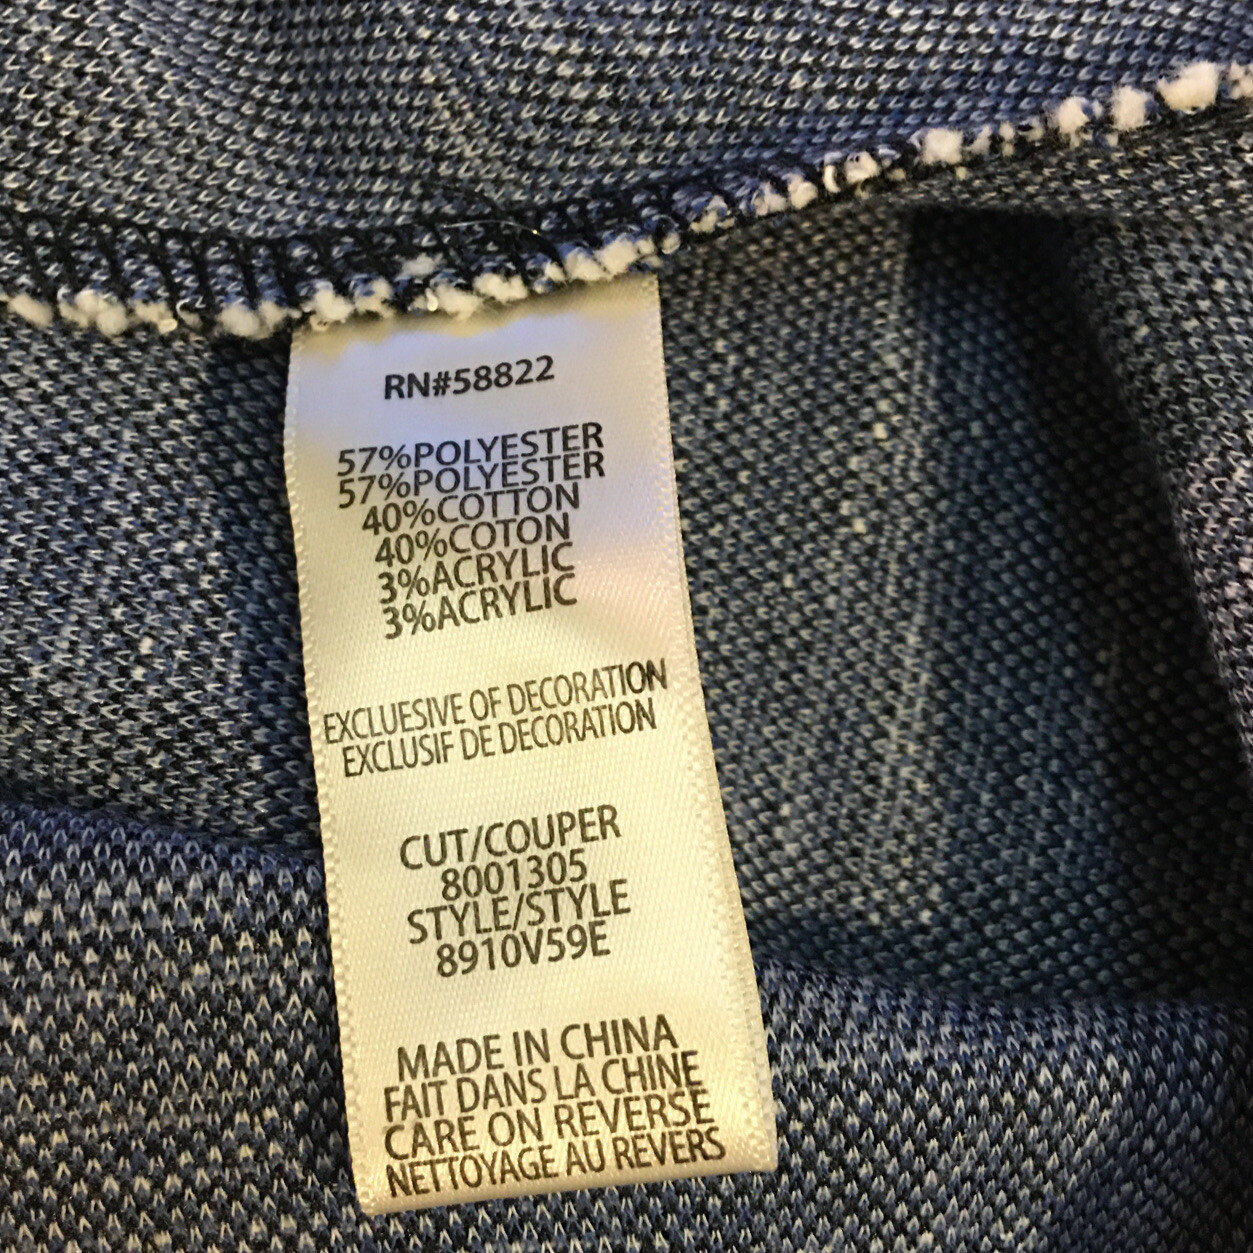 RN#58822
57%POLYESTER
57%POLYESTER
40%COTTON
40%COTON
3%ACRYLIC
3%ACRYLIC
EXCLUESIVE OF DECORATION
EXCLUSIF DE DECORATION
CUT/COUPER
8001305
STYLE/STYLE
8910V59E
MADE IN CHINA
FAIT DANS LA CHINE
CARE ON REVERSE
NETTOYAGE AU REVERS